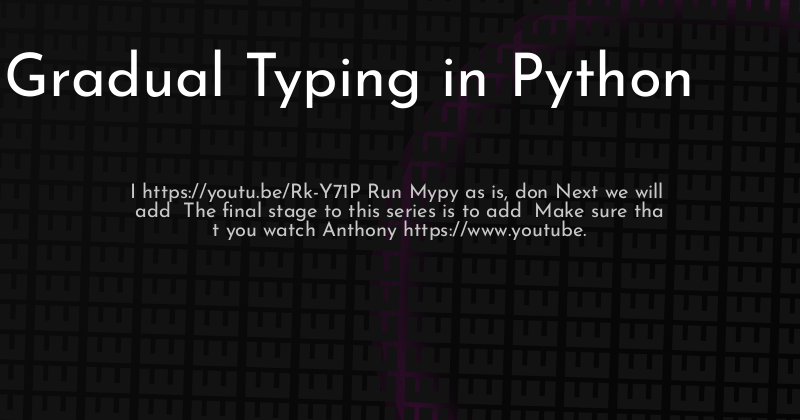 Gradual Typing in Python
I https://youtu.be/Rk-Y71P Run Mypy as is, don Next we will
add  The final stage to this series is to add  Make sure tha
t you watch Anthony https://www.youtube.